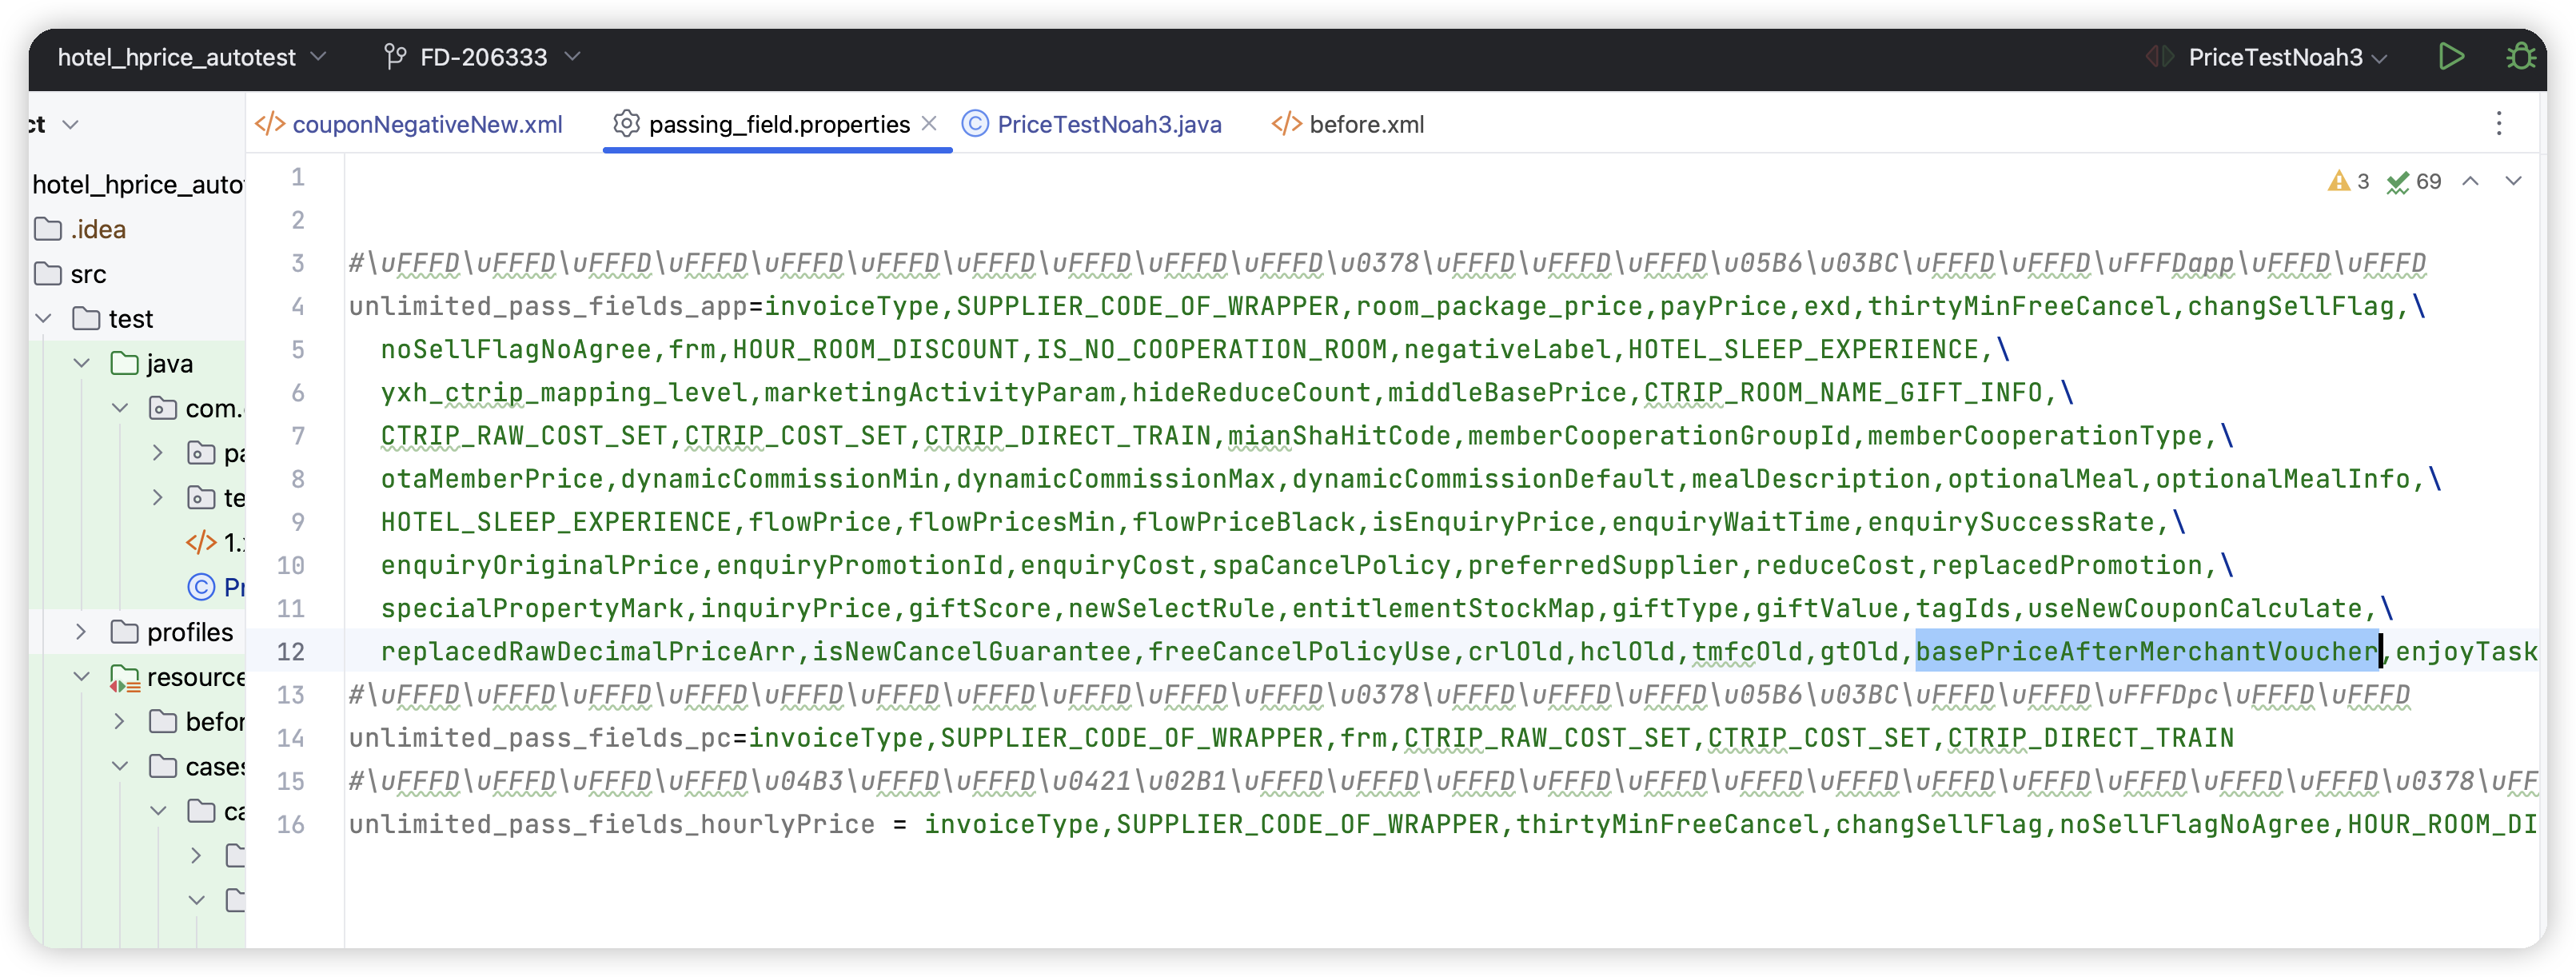 hotel_hprice_autotest
FD-206333
PriceTestNoah3
ct
couponNegativeNew.xml
passing_field.properties
PriceTestNoah3.java
before.xml
hotel_hprice_auto
.idea
src
test
java
com.
pa
te
1.
Pr
profiles
resource
befor
cases
ca
3
69
1
2
3 #\uFFFD\uFFFD\uFFFD\uFFFD\uFFFD\uFFFD\uFFFD\uFFFD\uFFFD\uFFFD\u0378\uFFFD\uFFFD\uFFFD\u05B6\u03BC\uFFFD\uFFFD\uFFFDapp\uFFFD\uFFFD
4 unlimited_pass_fields_app=invoiceType,SUPPLIER_CODE_OF_WRAPPER,room_package_price,payPrice,exd,thirtyMinFreeCancel,changSellFlag,\
5 noSellFlagNoAgree,frm,HOUR_ROOM_DISCOUNT,IS_NO_COOPERATION_ROOM,negativeLabel,HOTEL_SLEEP_EXPERIENCE,\
6 yxh_ctrip_mapping_level,marketingActivityParam,hideReduceCount,middleBasePrice,CTRIP_ROOM_NAME_GIFT_INFO,\
7 CTRIP_RAW_COST_SET,CTRIP_COST_SET,CTRIP_DIRECT_TRAIN,mianShaHitCode,memberCooperationGroupId,memberCooperationType,\
8 otaMemberPrice,dynamicCommissionMin,dynamicCommissionMax,dynamicCommissionDefault,mealDescription,optionalMeal,optionalMealInfo,\
9 HOTEL_SLEEP_EXPERIENCE,flowPrice,flowPricesMin,flowPriceBlack,isEnquiryPrice,enquiryWaitTime,enquirySuccessRate,\
10 enquiryOriginalPrice,enquiryPromotionId,enquiryCost,spaCancelPolicy,preferredSupplier,reduceCost,replacedPromotion,\
11 specialPropertyMark,inquiryPrice,giftScore,newSelectRule,entitlementStockMap,giftType,giftValue,tagIds,useNewCouponCalculate,\
12 replacedRawDecimalPriceArr,isNewCancelGuarantee,freeCancelPolicyUse,crlOld,hclOld,tmfcOld,gtOld,basePriceAfterMerchantVoucher,enjoyTask
13 #\uFFFD\uFFFD\uFFFD\uFFFD\uFFFD\uFFFD\uFFFD\uFFFD\uFFFD\uFFFD\u0378\uFFFD\uFFFD\uFFFD\u05B6\u03BC\uFFFD\uFFFD\uFFFDpc\uFFFD\uFFFD
14 unlimited_pass_fields_pc=invoiceType,SUPPLIER_CODE_OF_WRAPPER,frm,CTRIP_RAW_COST_SET,CTRIP_COST_SET,CTRIP_DIRECT_TRAIN
15 #\uFFFD\uFFFD\uFFFD\uFFFD\u04B3\uFFFD\uFFFD\u0421\u02B1\uFFFD\uFFFD\uFFFD\uFFFD\uFFFD\uFFFD\uFFFD\uFFFD\uFFFD\uFFFD\u0378\uFF
16 unlimited_pass_fields_hourlyPrice = invoiceType,SUPPLIER_CODE_OF_WRAPPER,thirtyMinFreeCancel,changSellFlag,noSellFlagNoAgree,HOUR_ROOM_DI